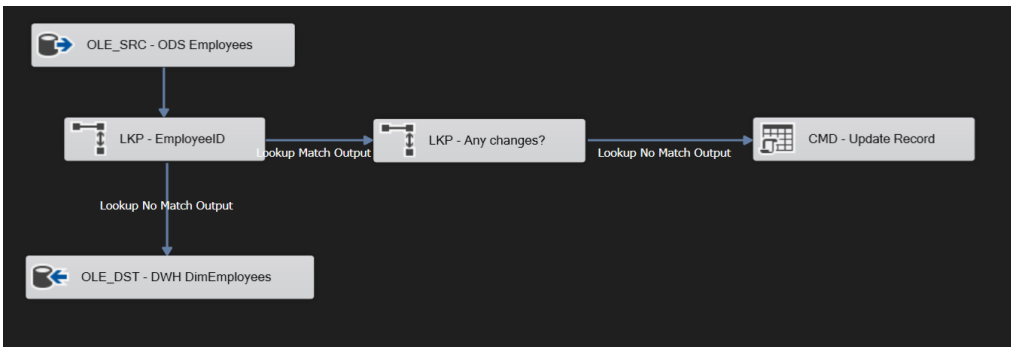 OLE_SRC - ODS Employees
LKP - EmployeeID
Lookup Match Output
LKP - Any changes?
Lookup No Match Output
CMD - Update Record
Lookup No Match Output
OLE_DST - DWH DimEmployees